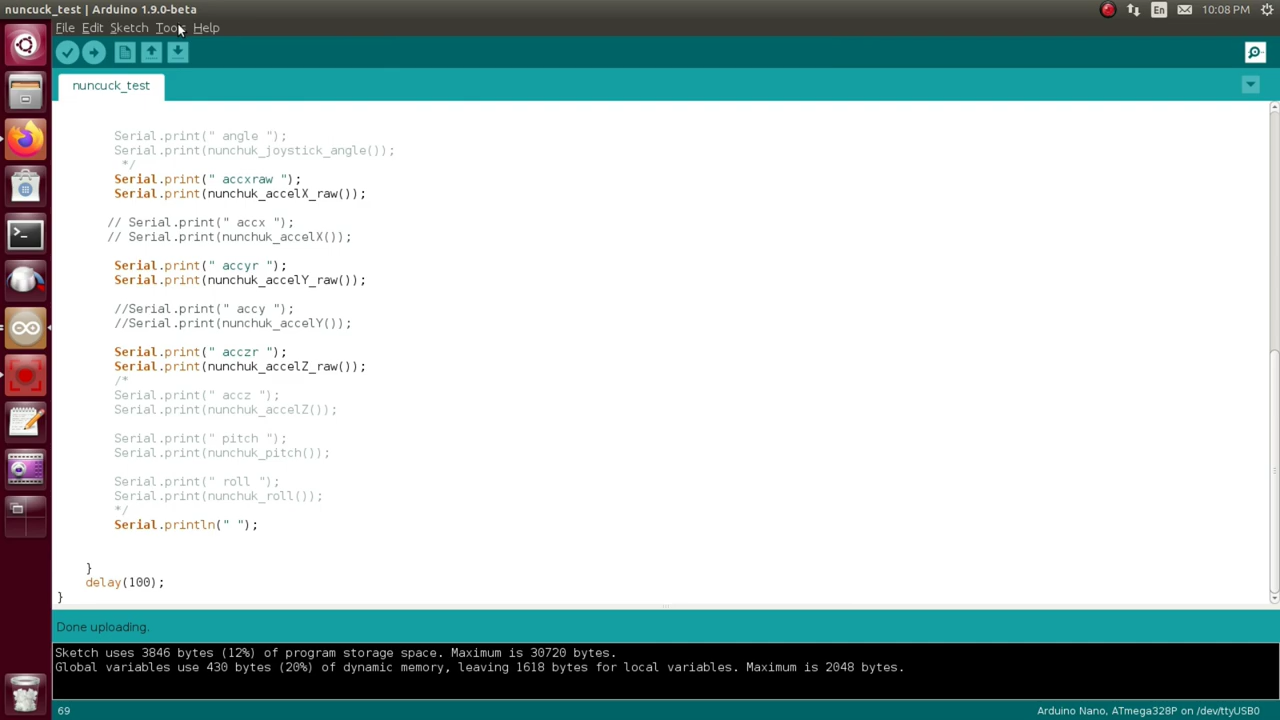 nuncuck_test | Arduino 1.9.0-beta
En
10:08 PM
File Edit Sketch Tools Help
nuncuck_test
Serial.print(" angle ");
Serial.print(nunchuk_joystick_angle());
*/
Serial.print(" accxraw ");
Serial.print(nunchuk_accelX_raw());
// Serial.print(" accx ");
// Serial.print(nunchuk_accelX());
Serial.print(" accyr ");
Serial.print(nunchuk_accelY_raw());
//Serial.print(" accy ");
//Serial.print(nunchuk_accelY());
Serial.print(" acczr ");
Serial.print(nunchuk_accelZ_raw());
/*
Serial.print(" accz ");
Serial.print(nunchuk_accelZ());
Serial.print(" pitch ");
Serial.print(nunchuk_pitch());
Serial.print(" roll ");
Serial.print(nunchuk_roll());
*/
Serial.println(" ");
}
delay(100);
}
Done uploading.
Sketch uses 3846 bytes (12%) of program storage space. Maximum is 30720 bytes.
Global variables use 430 bytes (20%) of dynamic memory, leaving 1618 bytes for local variables. Maximum is 2048 bytes.
69
Arduino Nano, ATmega328P on /dev/ttyUSB0